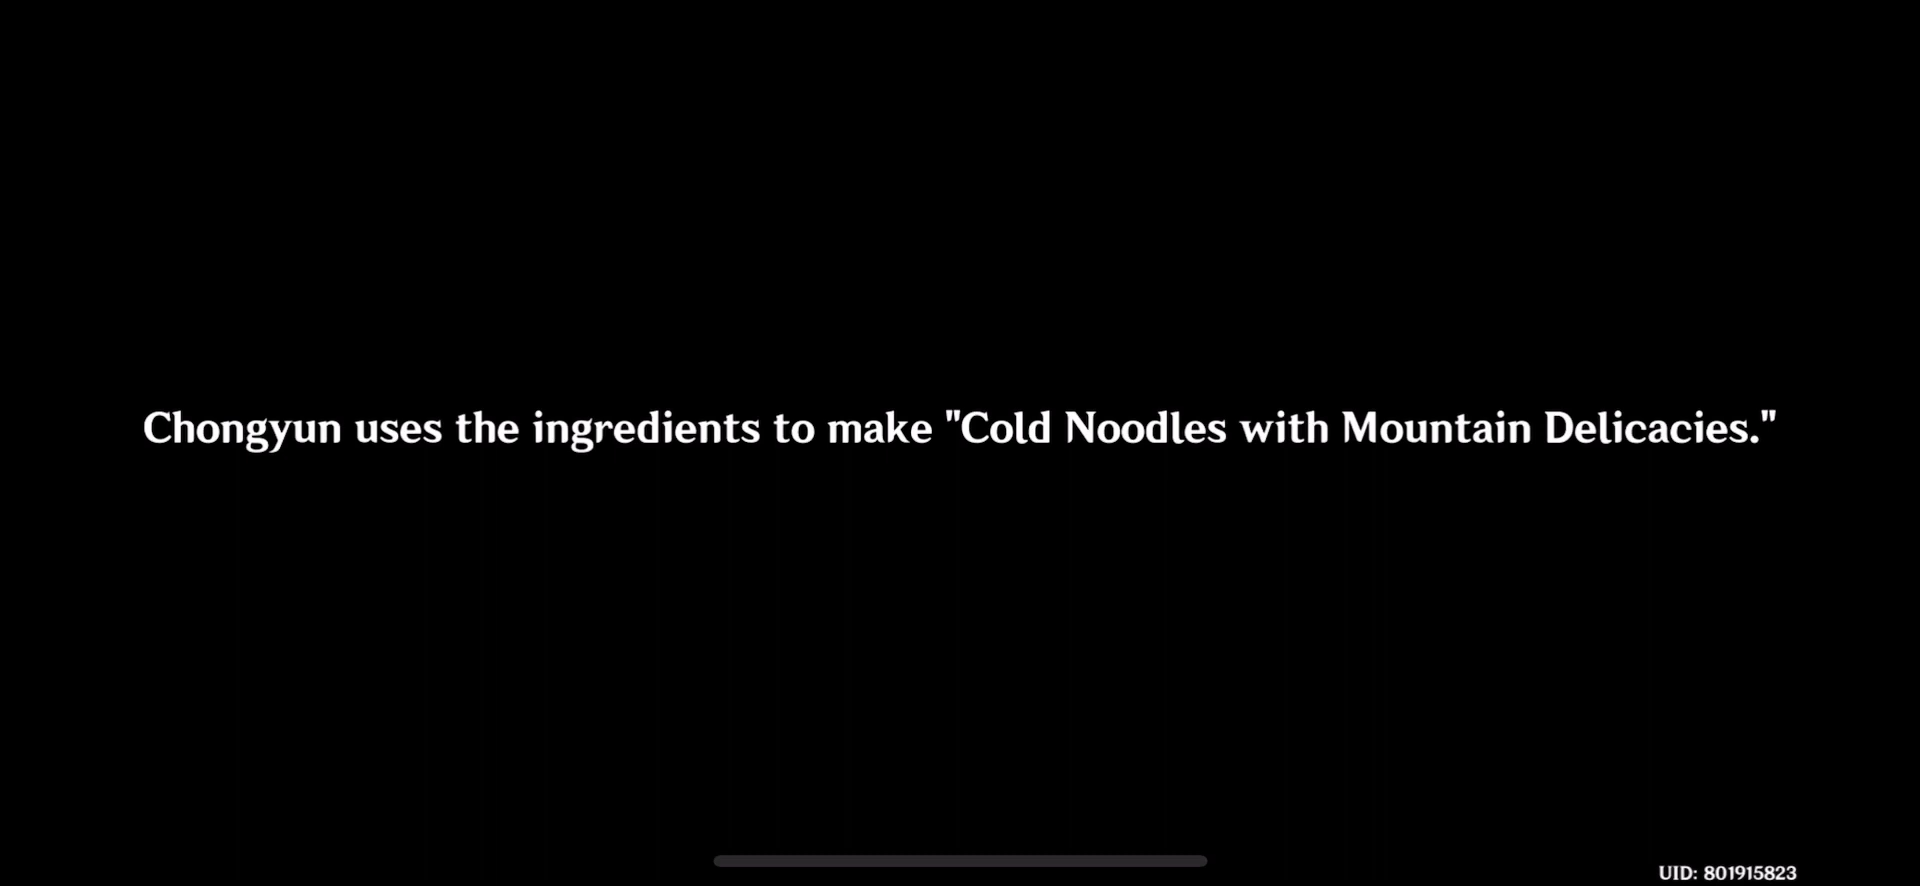 Chongyun uses the ingredients to make "Cold Noodles with Mountain Delicacies."
UID: 801915823